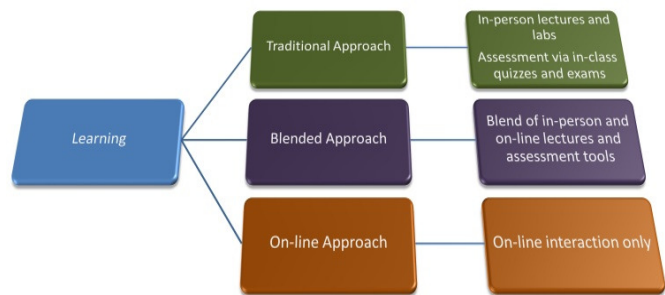 Learning
Traditional Approach
In-person lectures and
labs
Assessment via in-class
quizzes and exams
Blended Approach
Blend of in-person and
on-line lectures and
assessment tools
On-line Approach
On-line interaction only